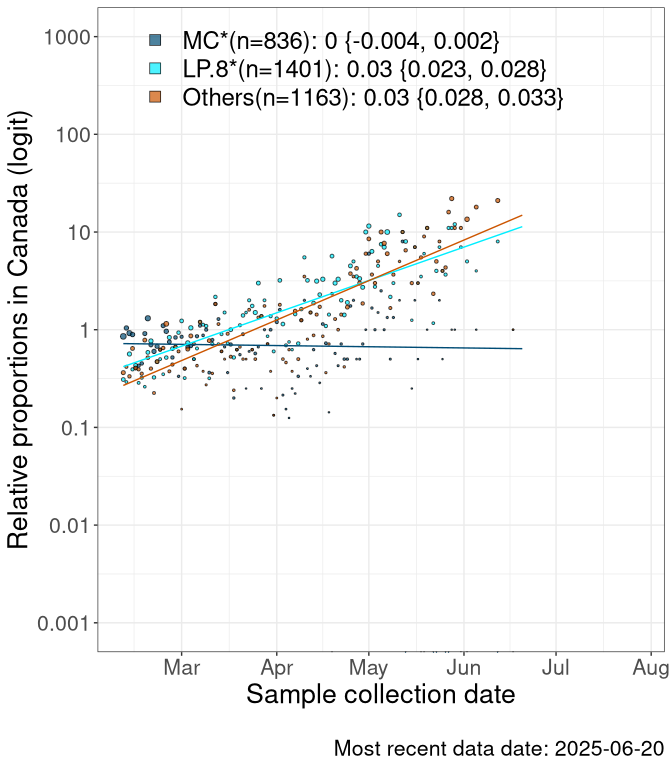 MC*(n=836): 0 {-0.004, 0.002}
LP.8*(n=1401): 0.03 {0.023, 0.028}
Others(n=1163): 0.03 {0.028, 0.033}
Relative proportions in Canada (logit)
1000
100
10
1
0.1
0.01
0.001
Mar Apr May Jun Jul Aug
Sample collection date
Most recent data date: 2025-06-20